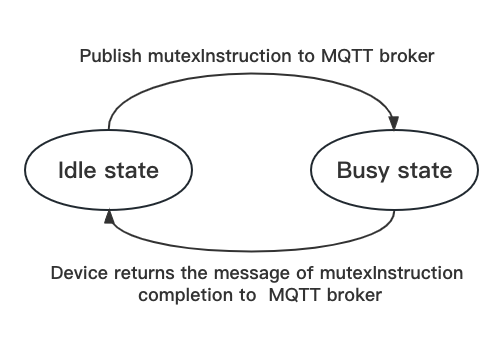 Publish mutexInstruction to MQTT broker
Idle state
Busy state
Device returns the message of mutexInstruction
completion to  MQTT broker